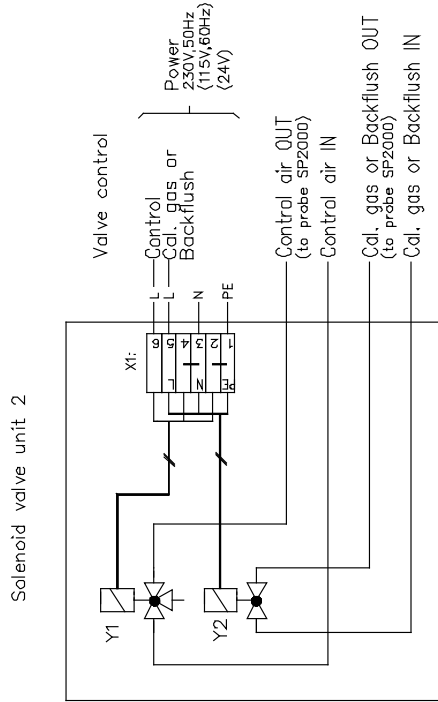 Solenoid valve unit 2
Valve control
Power
230V,50Hz
(115V,60Hz)
(24V)
Control
Cal. gas or
Backflush
L
L
N
PE
X1:
6
5
4
3
2
1
L
N
PE
Y1
Y2
Control air OUT
(to probe SP2000)
Control air IN
Cal. gas or Backflush OUT
(to probe SP2000)
Cal. gas or Backflush IN